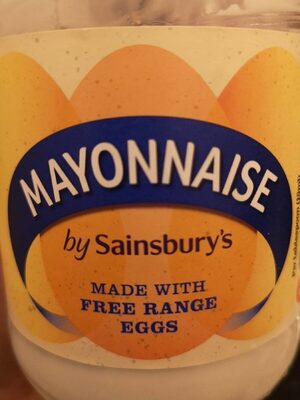 MAYONNAISE
by Sainsbury's
MADE WITH
FREE RANGE
EGGS